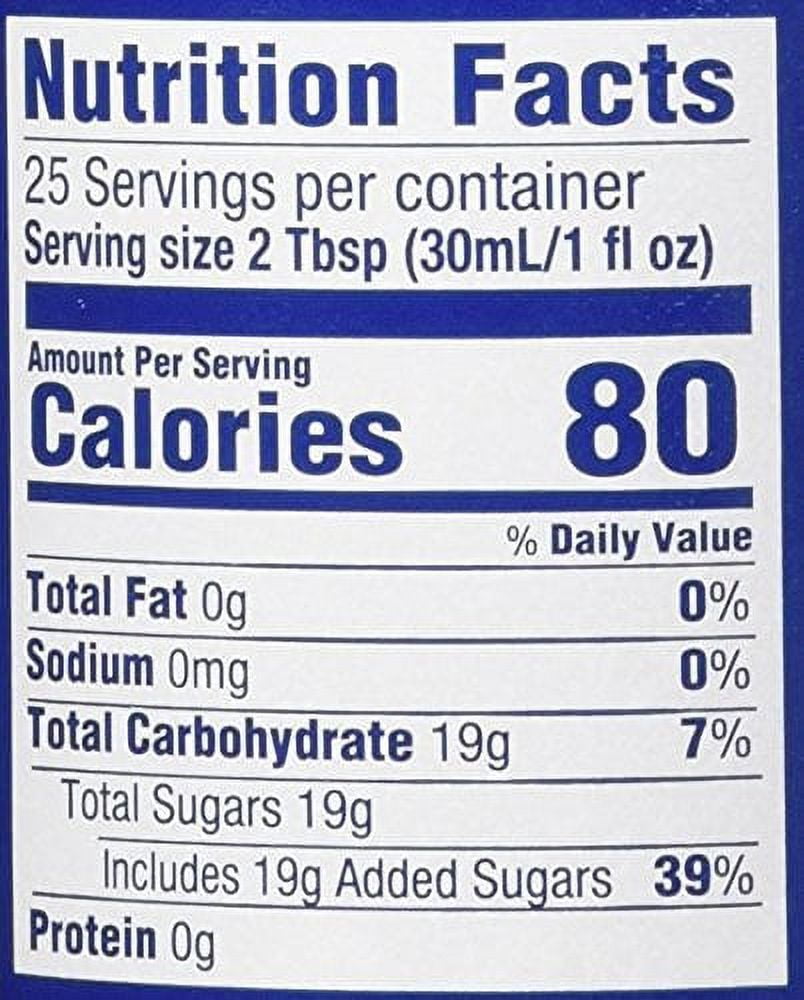 Nutrition Facts
25 Servings per container
Serving size 2 Tbsp (30mL/1 fl oz)
Amount Per Serving
Calories 80
% Daily Value
Total Fat 0g 0%
Sodium 0mg 0%
Total Carbohydrate 19g 7%
Total Sugars 19g
Includes 19g Added Sugars 39%
Protein 0g